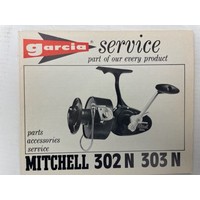 garcia service
part of our every product
parts
accessories
service
MITCHELL 302 N 303 N